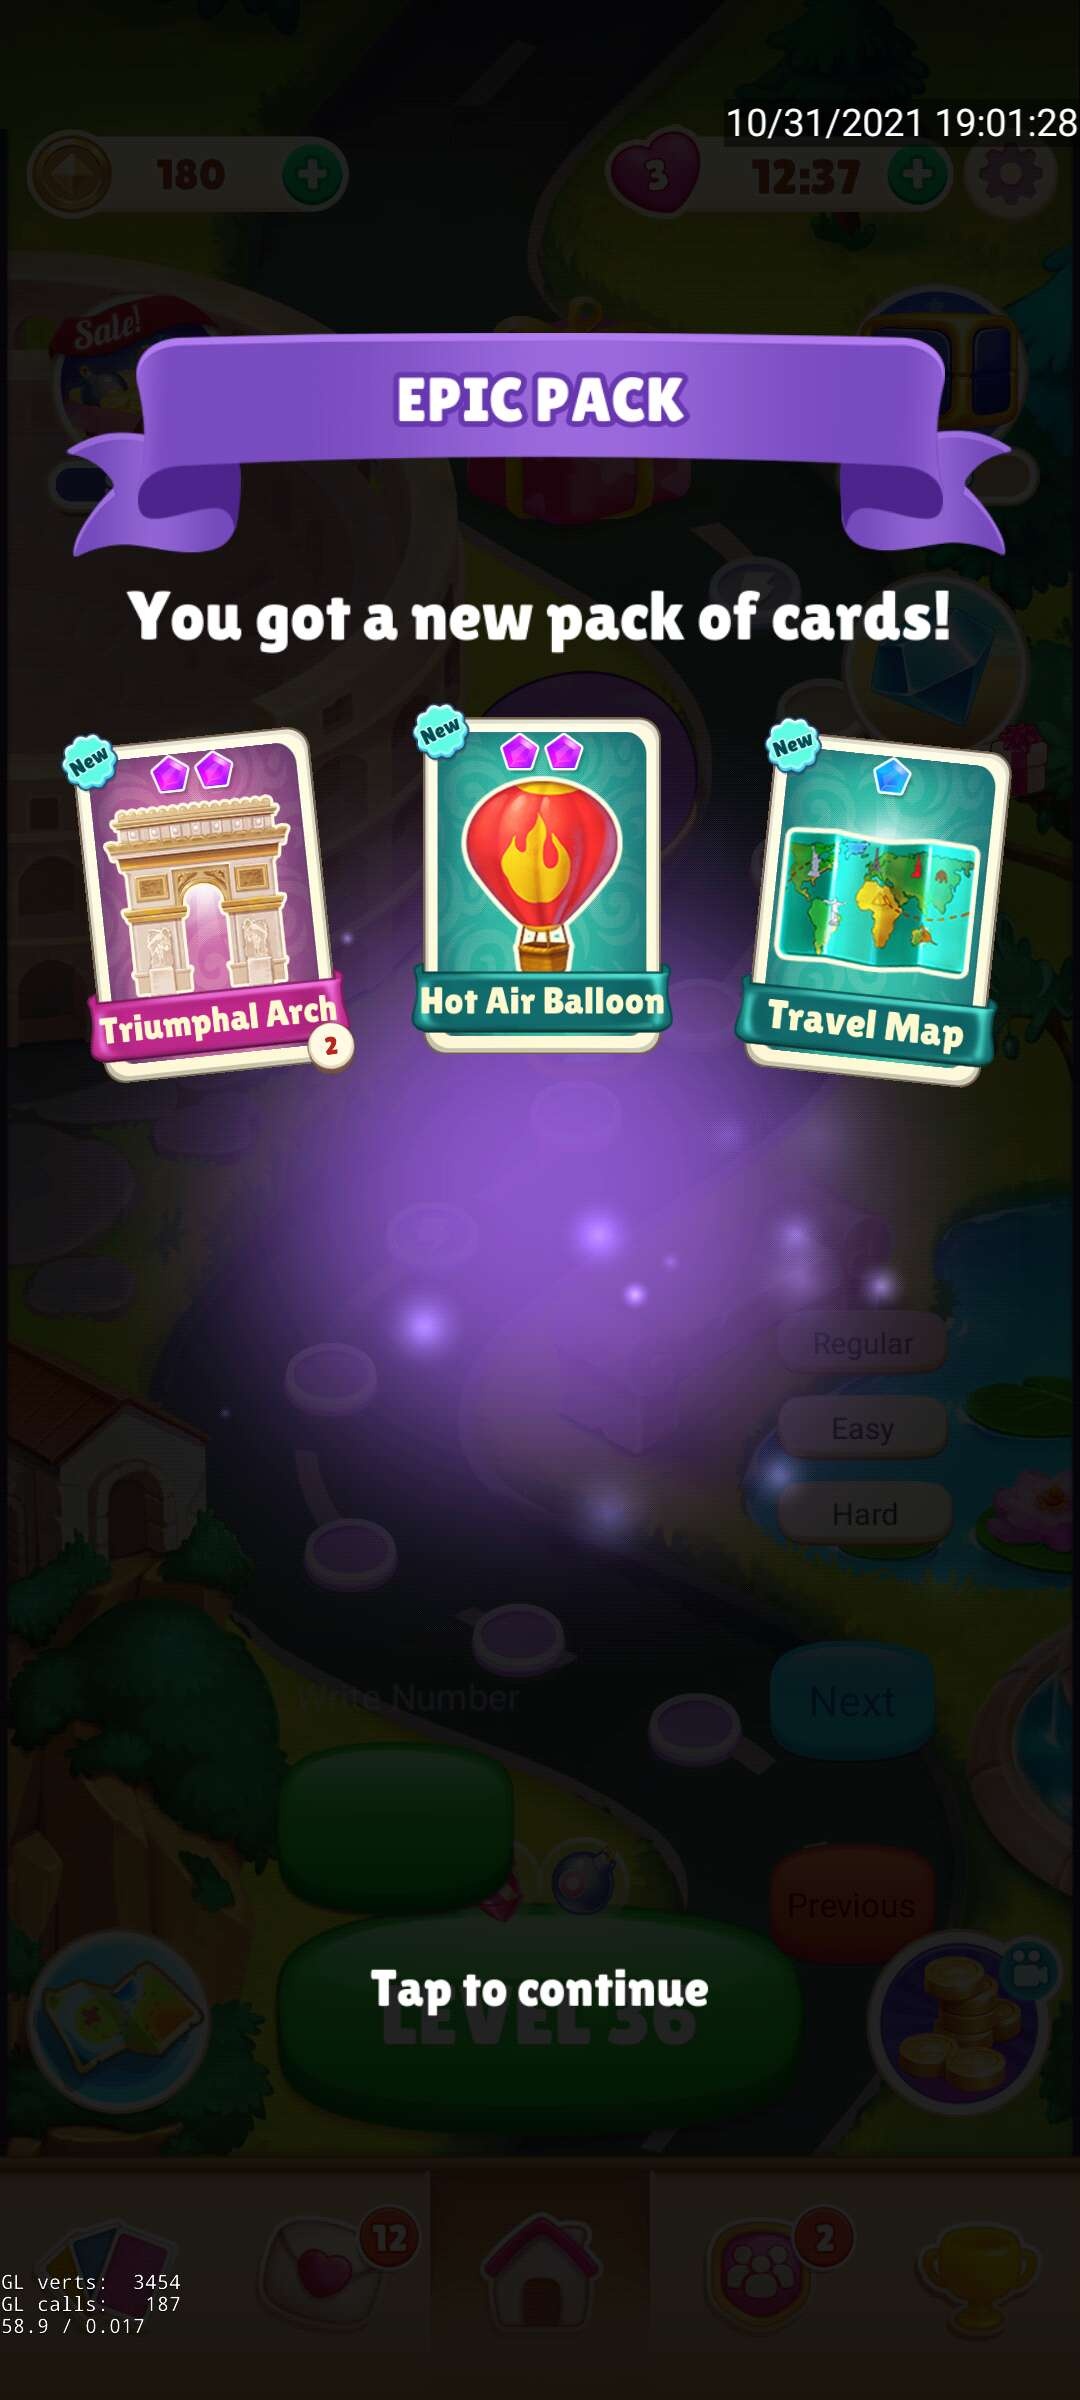 10/31/2021 19:01:28
180
3
12:37
Sale!
EPIC PACK
You got a new pack of cards!
New
New
New
Triumphal Arch
2
Hot Air Balloon
Travel Map
Regular
Easy
Hard
Write Number
Next
Previous
Tap to continue
LEVEL 36
12
2
GL verts: 3454
GL calls: 187
58.9 / 0.017